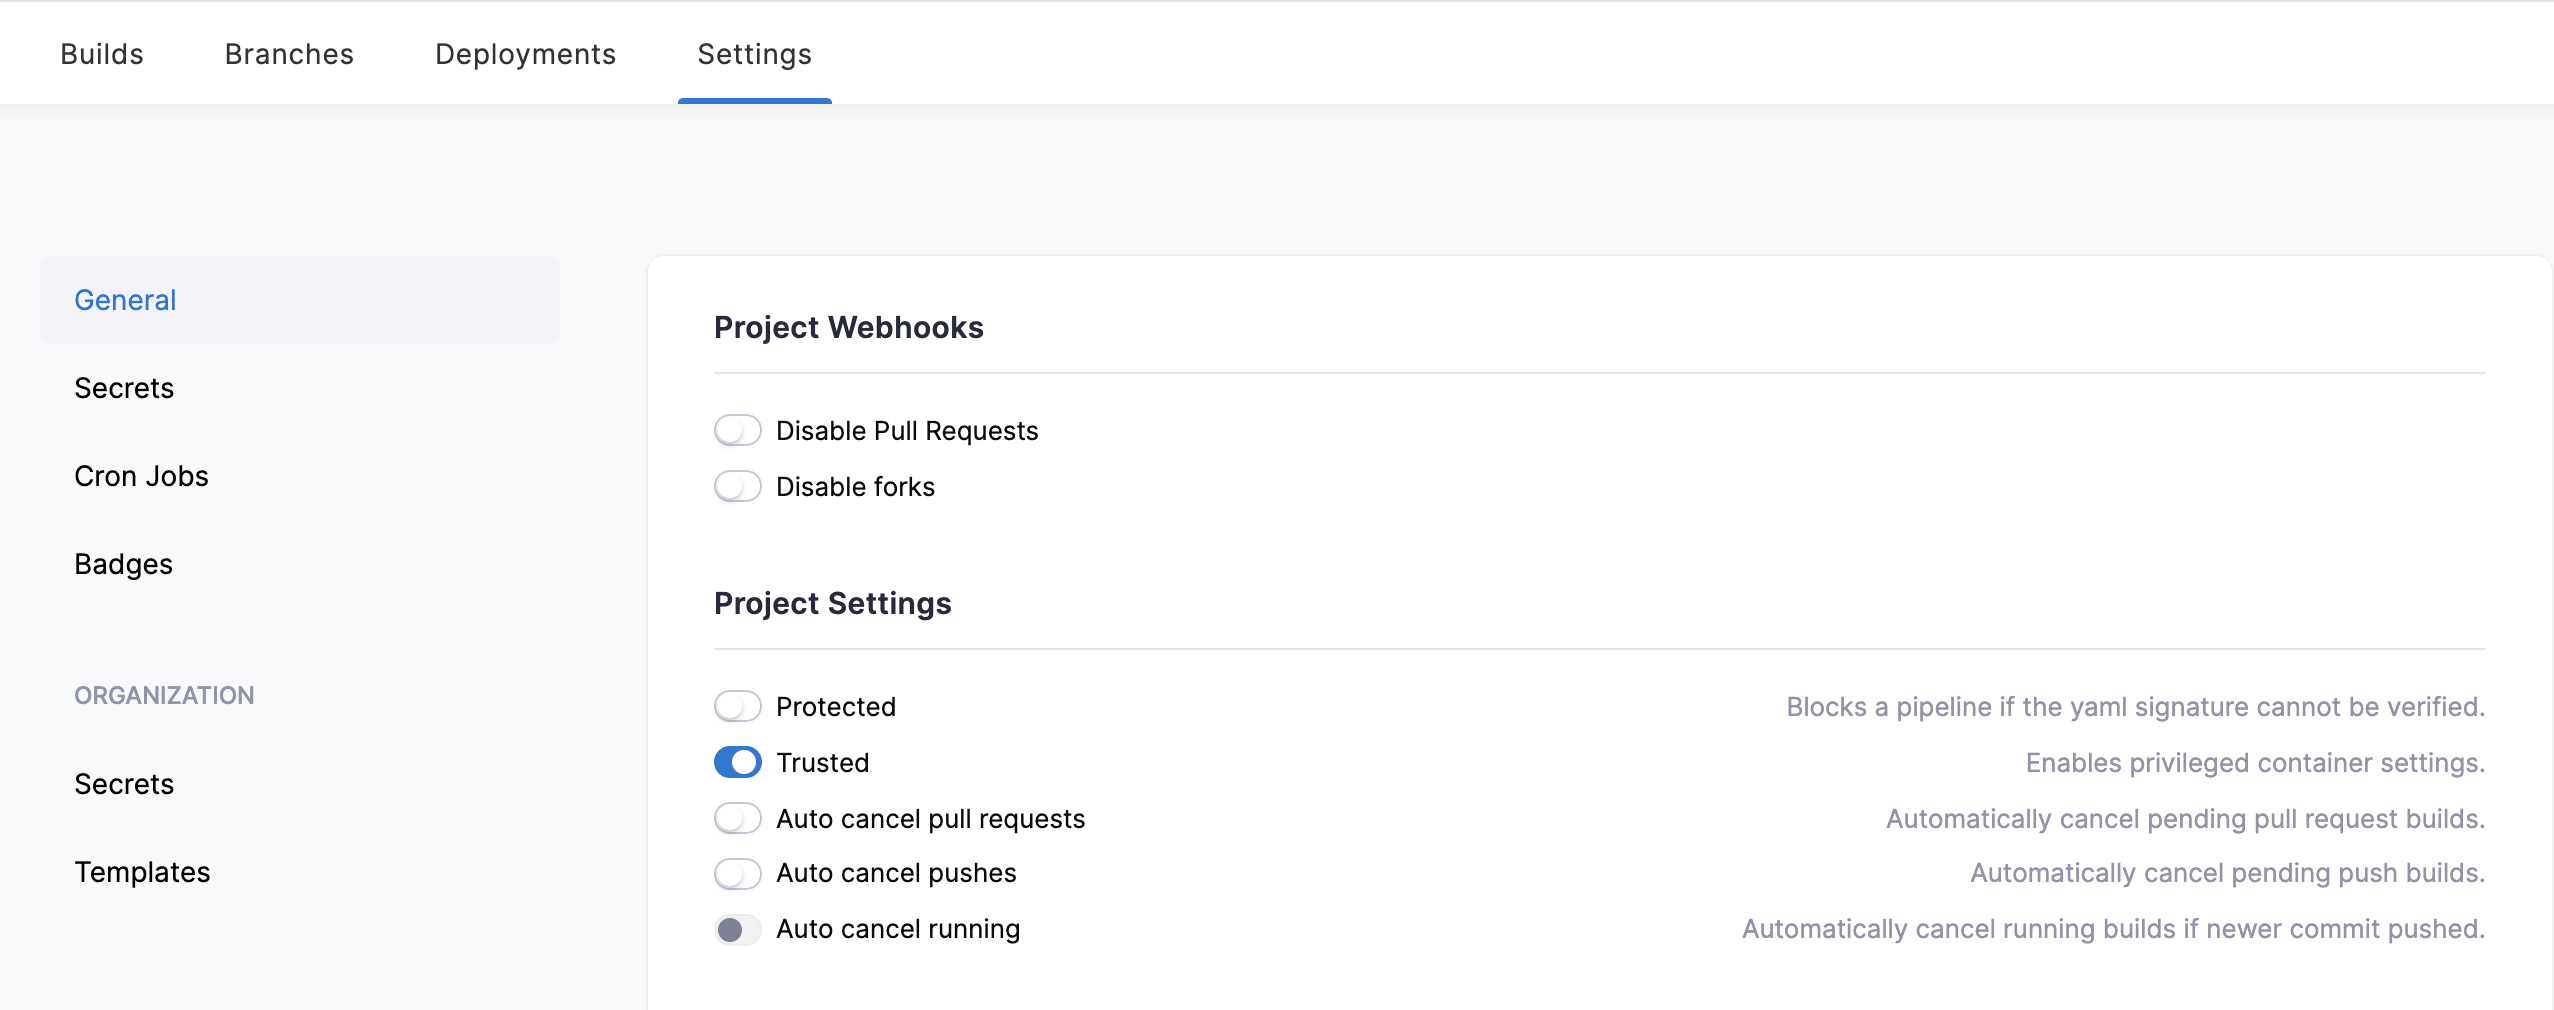 Builds Branches Deployments Settings
General
Secrets
Cron Jobs
Badges
ORGANIZATION
Secrets
Templates
Project Webhooks
Disable Pull Requests
Disable forks
Project Settings
Protected Blocks a pipeline if the yaml signature cannot be verified.
Trusted Enables privileged container settings.
Auto cancel pull requests Automatically cancel pending pull request builds.
Auto cancel pushes Automatically cancel pending push builds.
Auto cancel running Automatically cancel running builds if newer commit pushed.